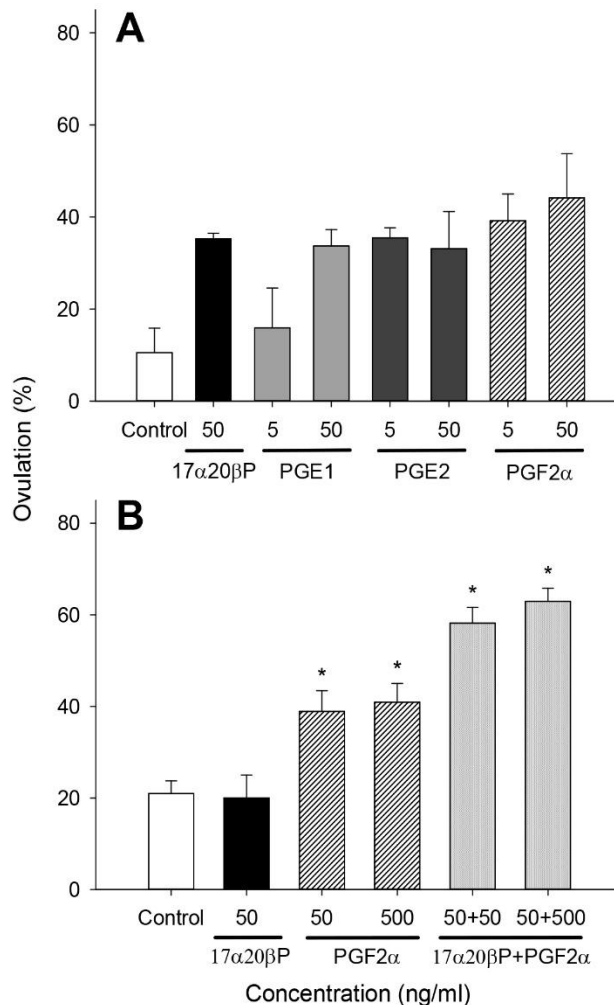 A
80
60
40
20
0
Control 50 5 50 5 50 5 50
17α20βP PGE1 PGE2 PGF2α
Ovulation (%)
B
80
60
40
20
0
* * * *
Control 50 50 500 50+50 50+500
17α20βP PGF2α 17α20βP+PGF2α
Concentration (ng/ml)